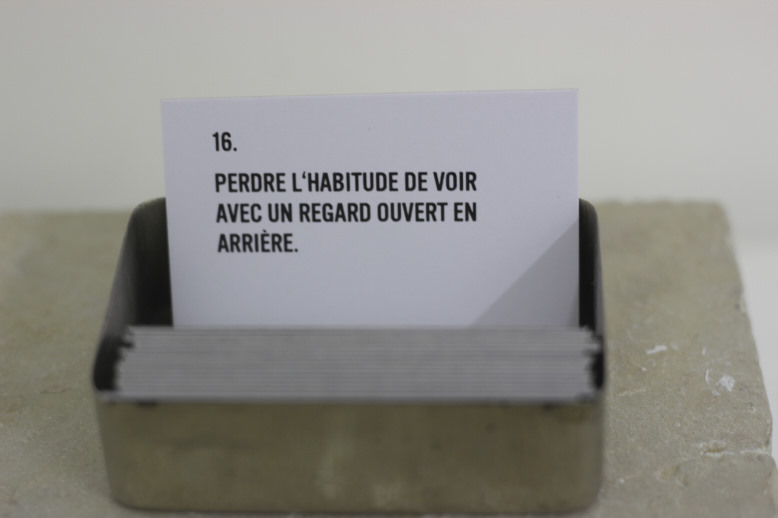 16.
PERDRE L‘HABITUDE DE VOIR
AVEC UN REGARD OUVERT EN
ARRIÈRE.